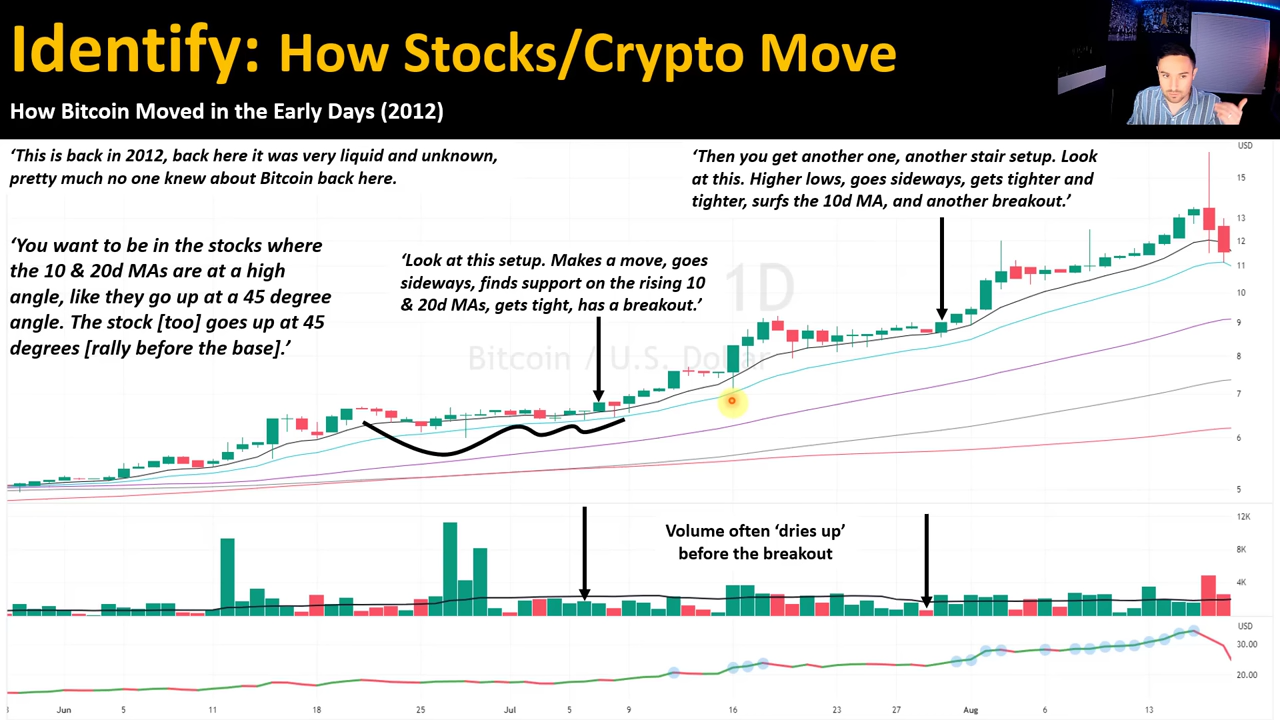 Identify: How Stocks/Crypto Move
How Bitcoin Moved in the Early Days (2012)
‘This is back in 2012, back here it was very liquid and unknown,
pretty much no one knew about Bitcoin back here.
‘Then you get another one, another stair setup. Look
at this. Higher lows, goes sideways, gets tighter and
tighter, surfs the 10d MA, and another breakout.’
‘You want to be in the stocks where
the 10 & 20d MAs are at a high
angle, like they go up at a 45 degree
angle. The stock [too] goes up at 45
degrees [rally before the base].’
‘Look at this setup. Makes a move, goes
sideways, finds support on the rising 10
& 20d MAs, gets tight, has a breakout.’
1D
Bitcoin / U.S. Dollar
USD
15
13
12
11
10
9
8
7
6
5
Volume often ‘dries up’
before the breakout
12K
8K
4K
USD
30.00
20.00
Jun
5
11
18
25
Jul
5
9
16
23
27
Aug
6
13